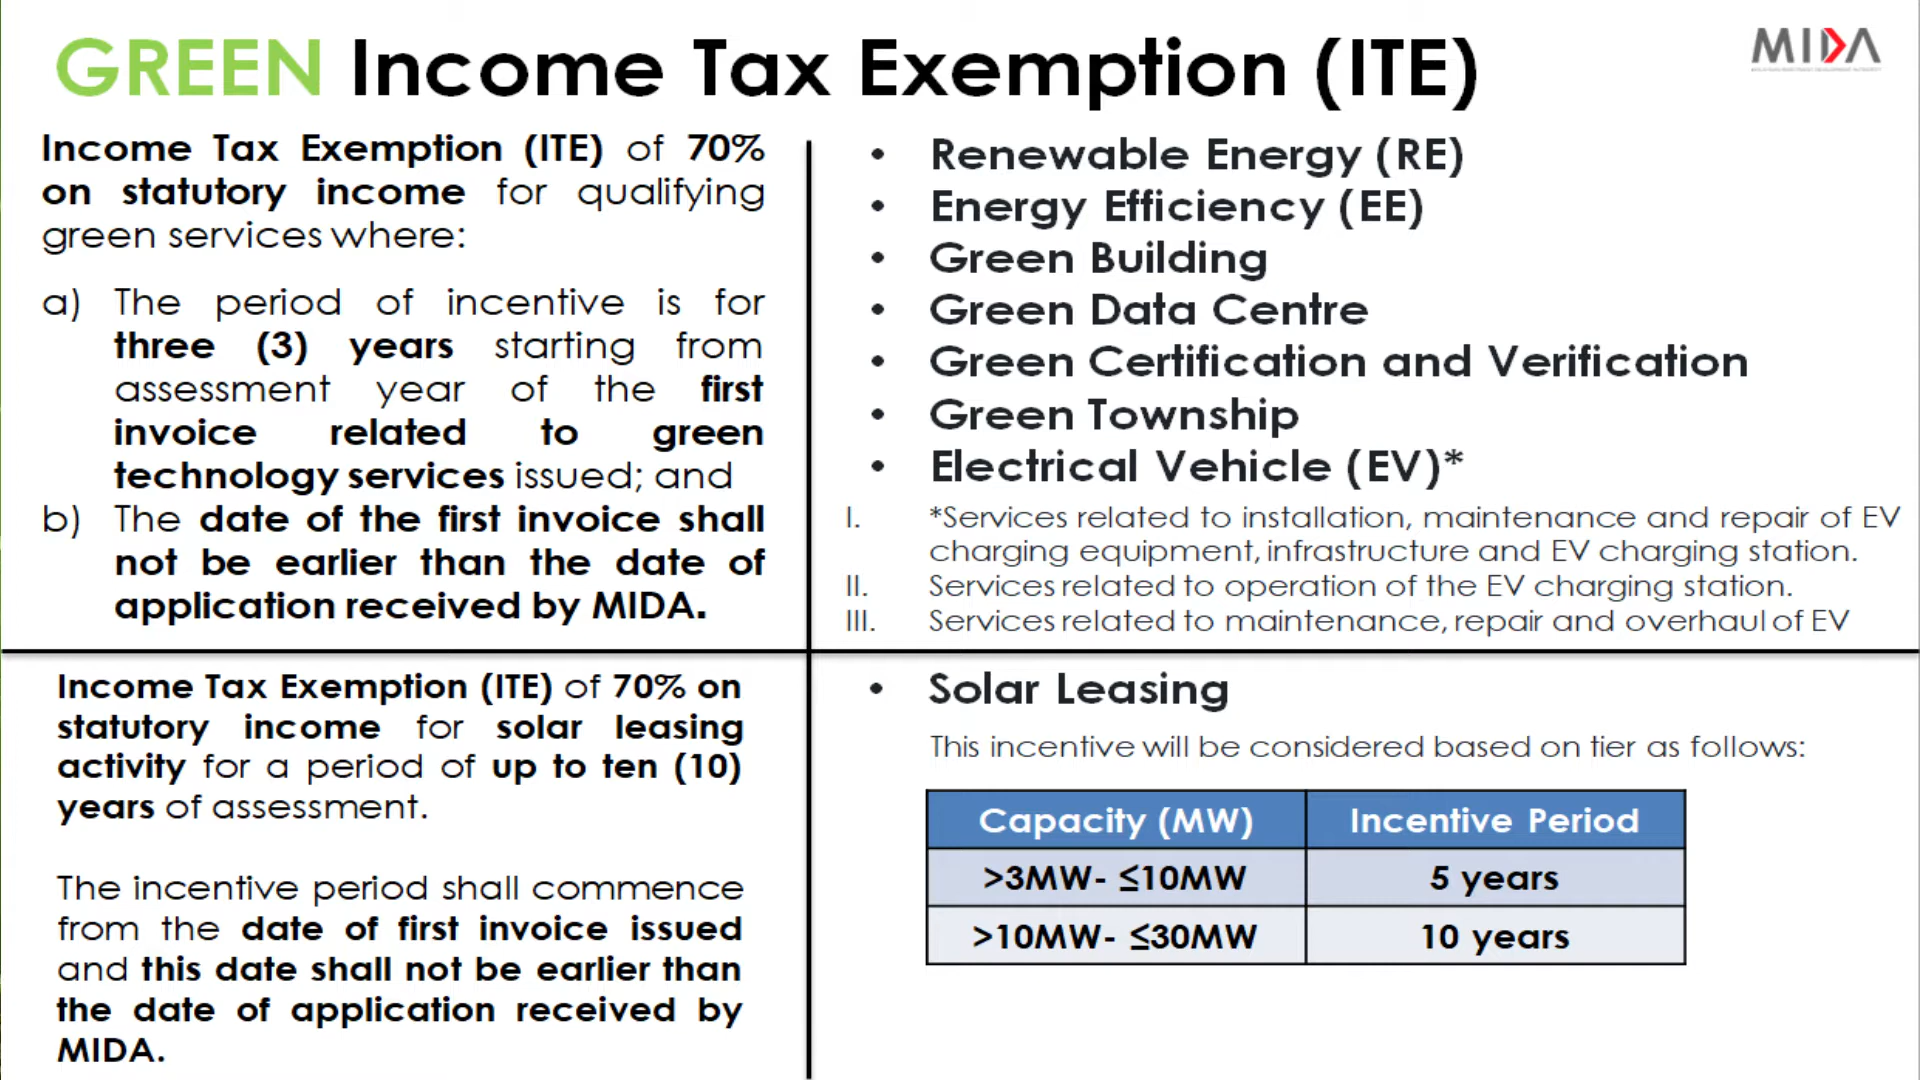 GREEN Income Tax Exemption (ITE)
MIDA
Income Tax Exemption (ITE) of 70%
on statutory income for qualifying
green services where:
a) The period of incentive is for
three (3) years starting from
assessment year of the first
invoice related to green
technology services issued; and
b) The date of the first invoice shall
not be earlier than the date of
application received by MIDA.
• Renewable Energy (RE)
• Energy Efficiency (EE)
• Green Building
• Green Data Centre
• Green Certification and Verification
• Green Township
• Electrical Vehicle (EV)*
I. *Services related to installation, maintenance and repair of EV
charging equipment, infrastructure and EV charging station.
II. Services related to operation of the EV charging station.
III. Services related to maintenance, repair and overhaul of EV
Income Tax Exemption (ITE) of 70% on
statutory income for solar leasing
activity for a period of up to ten (10)
years of assessment.
The incentive period shall commence
from the date of first invoice issued
and this date shall not be earlier than
the date of application received by
MIDA.
• Solar Leasing
This incentive will be considered based on tier as follows:
Capacity (MW) Incentive Period
>3MW- ≤10MW 5 years
>10MW- ≤30MW 10 years